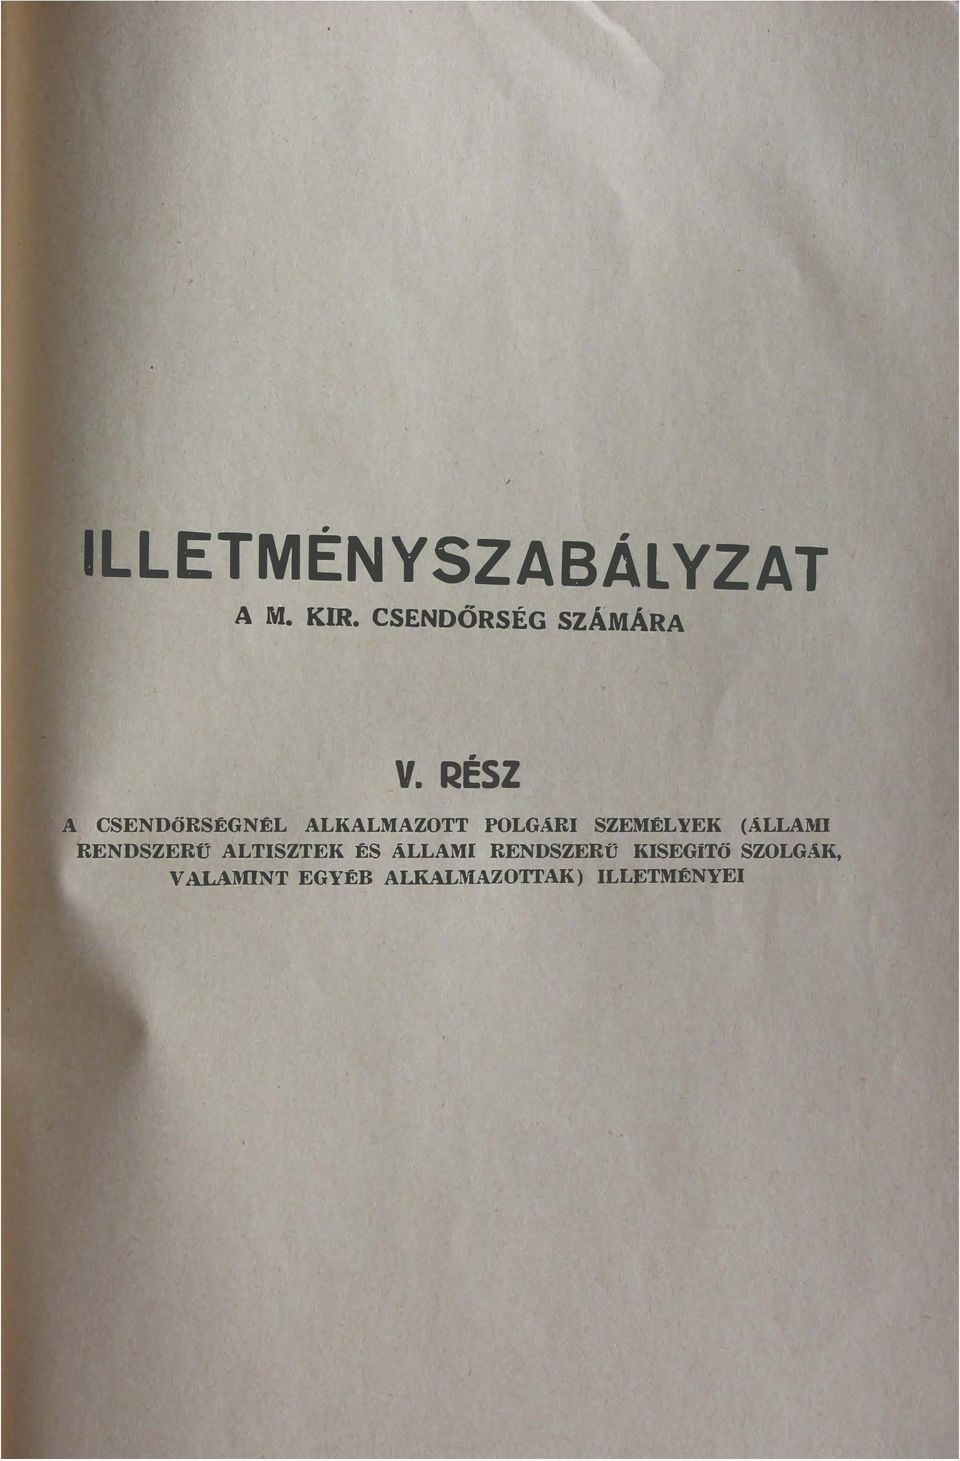 ILLETMÉNYSZABÁLYZAT
A M. KIR. CSENDŐRSÉG SZÁMÁRA
V. RÉSZ
A CSENDŐRSÉGNÉL ALKALMAZOTT POLGÁRI SZEMÉLYEK (ÁLLAMI
RENDSZERŰ ALTISZTEK ÉS ÁLLAMI RENDSZERŰ KISEGÍTŐ SZOLGÁK,
VALAMINT EGYÉB ALKALMAZOTTAK) ILLETMÉNYEI